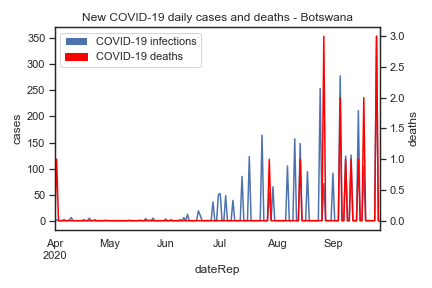 New COVID-19 daily cases and deaths - Botswana
COVID-19 infections
COVID-19 deaths
350
300
250
200
150
100
50
0
cases
3.0
2.5
2.0
1.5
1.0
0.5
0.0
deaths
Apr May Jun Jul Aug Sep
2020
dateRep